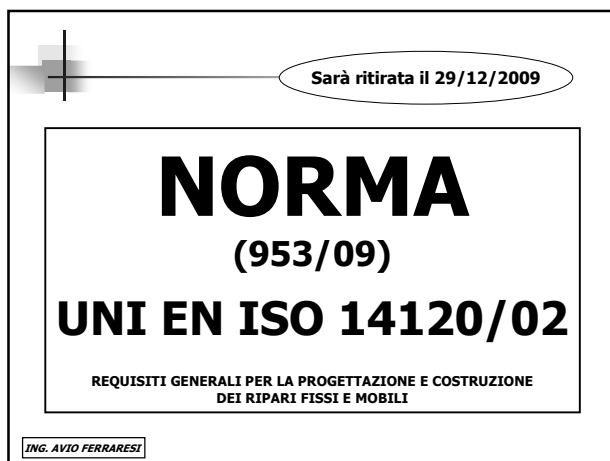 Sarà ritirata il 29/12/2009
NORMA
(953/09)
UNI EN ISO 14120/02
REQUISITI GENERALI PER LA PROGETTAZIONE E COSTRUZIONE
DEI RIPARI FISSI E MOBILI
ING. AVIO FERRARESI